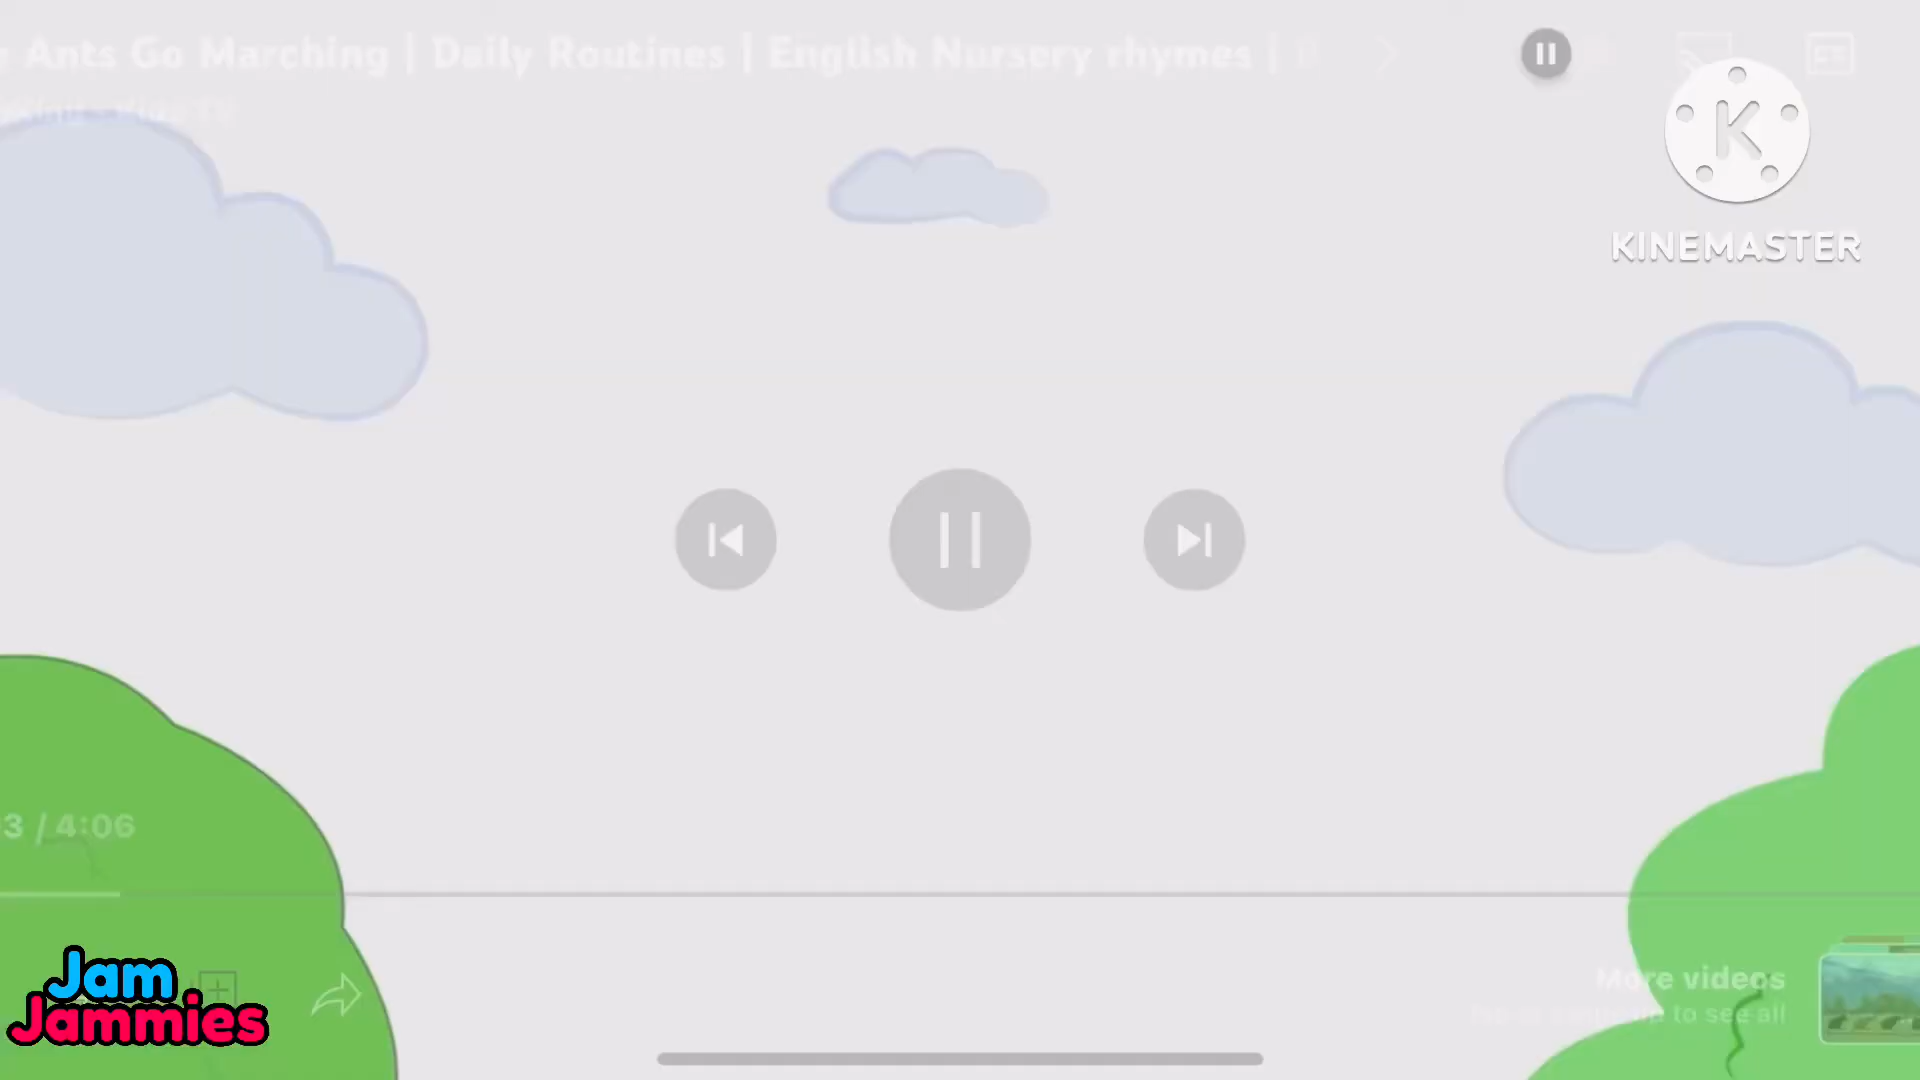 Ants Go Marching | Daily Routines | English Nursery rhymes |
K
KINEMASTER
3 / 4:06
Jam
Jammies
More videos
up to see all